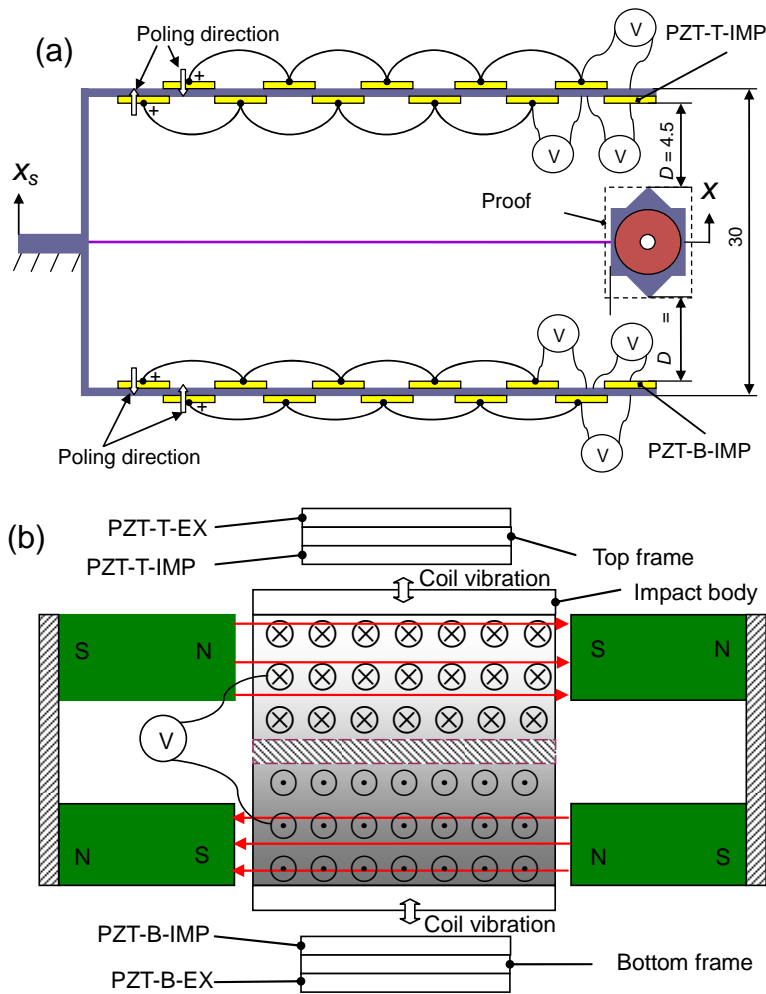 (a)
Poling direction
V
PZT-T-IMP
+
+
V
V
D = 4.5
x_s
Proof
x
30
D =
V
V
+
+
V
Poling direction
PZT-B-IMP
(b)
PZT-T-EX
Top frame
PZT-T-IMP
Coil vibration
Impact body
S N
S N
V
N S
N S
Coil vibration
PZT-B-IMP
Bottom frame
PZT-B-EX